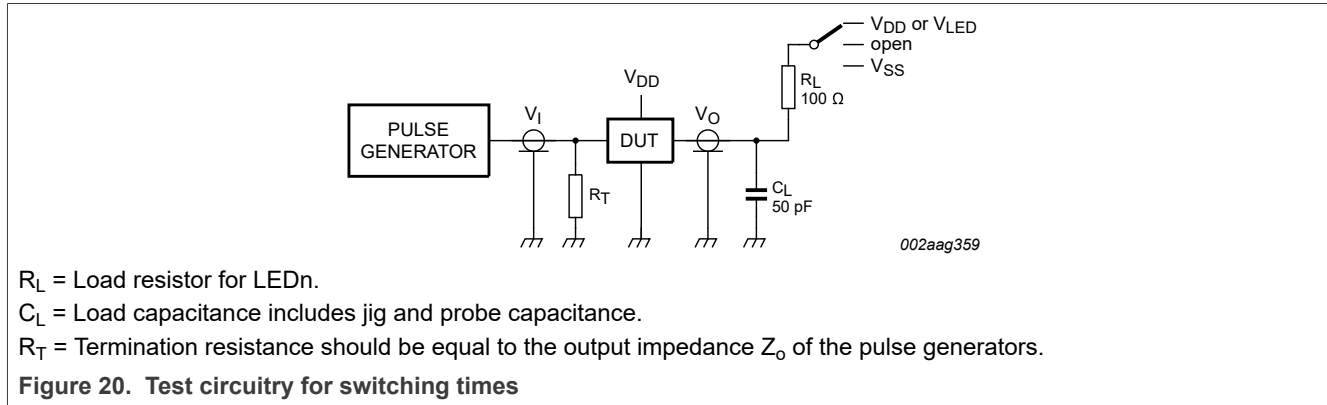 V_DD or V_LED
open
V_SS
R_L
100 Ω
V_DD
V_I
V_O
PULSE
GENERATOR
DUT
R_T
C_L
50 pF
002aag359
R_L = Load resistor for LEDn.
C_L = Load capacitance includes jig and probe capacitance.
R_T = Termination resistance should be equal to the output impedance Z_o of the pulse generators.
Figure 20. Test circuitry for switching times